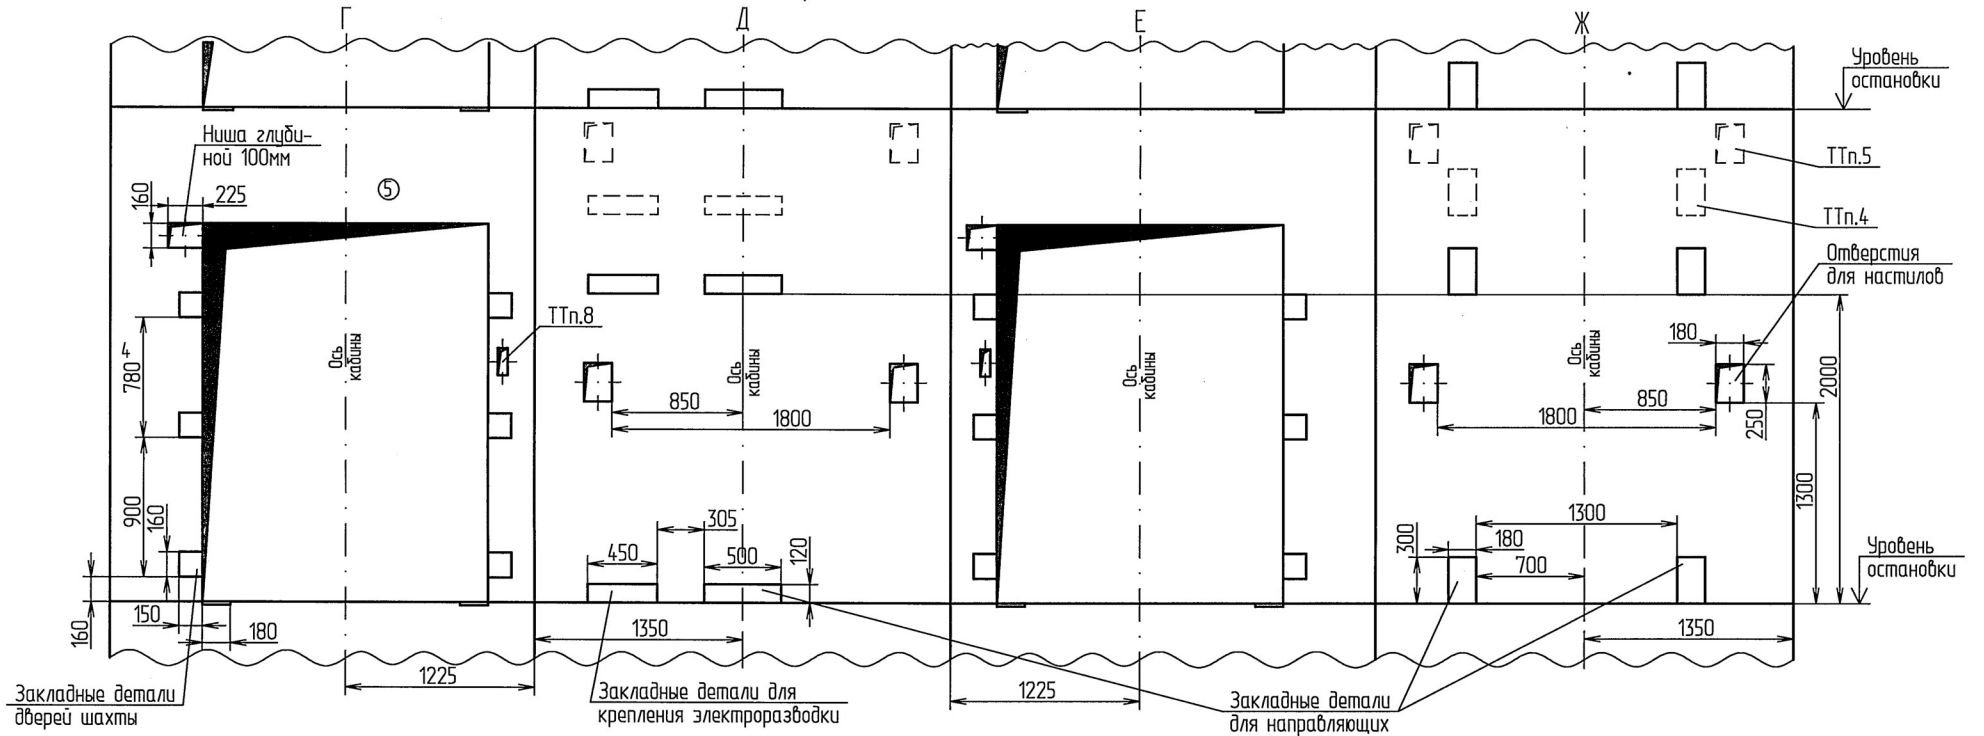 Г
Д
Е
Ж
Уровень
остановки
Ниша глуби-
ной 100мм
5
ТТп.5
160
225
ТТп.4
Отверстия
для настилов
ТТп.8
4
780
Ось
кабины
Ось
кабины
Ось
кабины
Ось
кабины
180
2000
850
1800
850
1800
250
900
160
305
450
500
120
1300
300
180
700
1300
Уровень
остановки
150
160
180
1350
1350
1225
1225
Закладные детали
дверей шахты
Закладные детали для
крепления электроразводки
Закладные детали
для направляющих